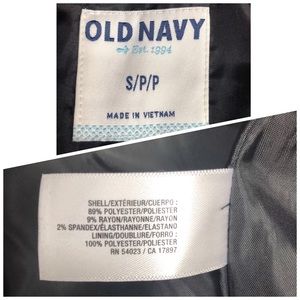 OLD NAVY
Est. 1994
S/P/P
MADE IN VIETNAM
SHELL/EXTÉRIEUR/CUERPO :
89% POLYESTER/POLIESTER
9% RAYON/RAYONNE/RAYÓN
2% SPANDEX/ÉLASTHANNE/ELASTANO
LINING/DOUBLURE/FORRO :
100% POLYESTER/POLIESTER
RN 54023 / CA 17897